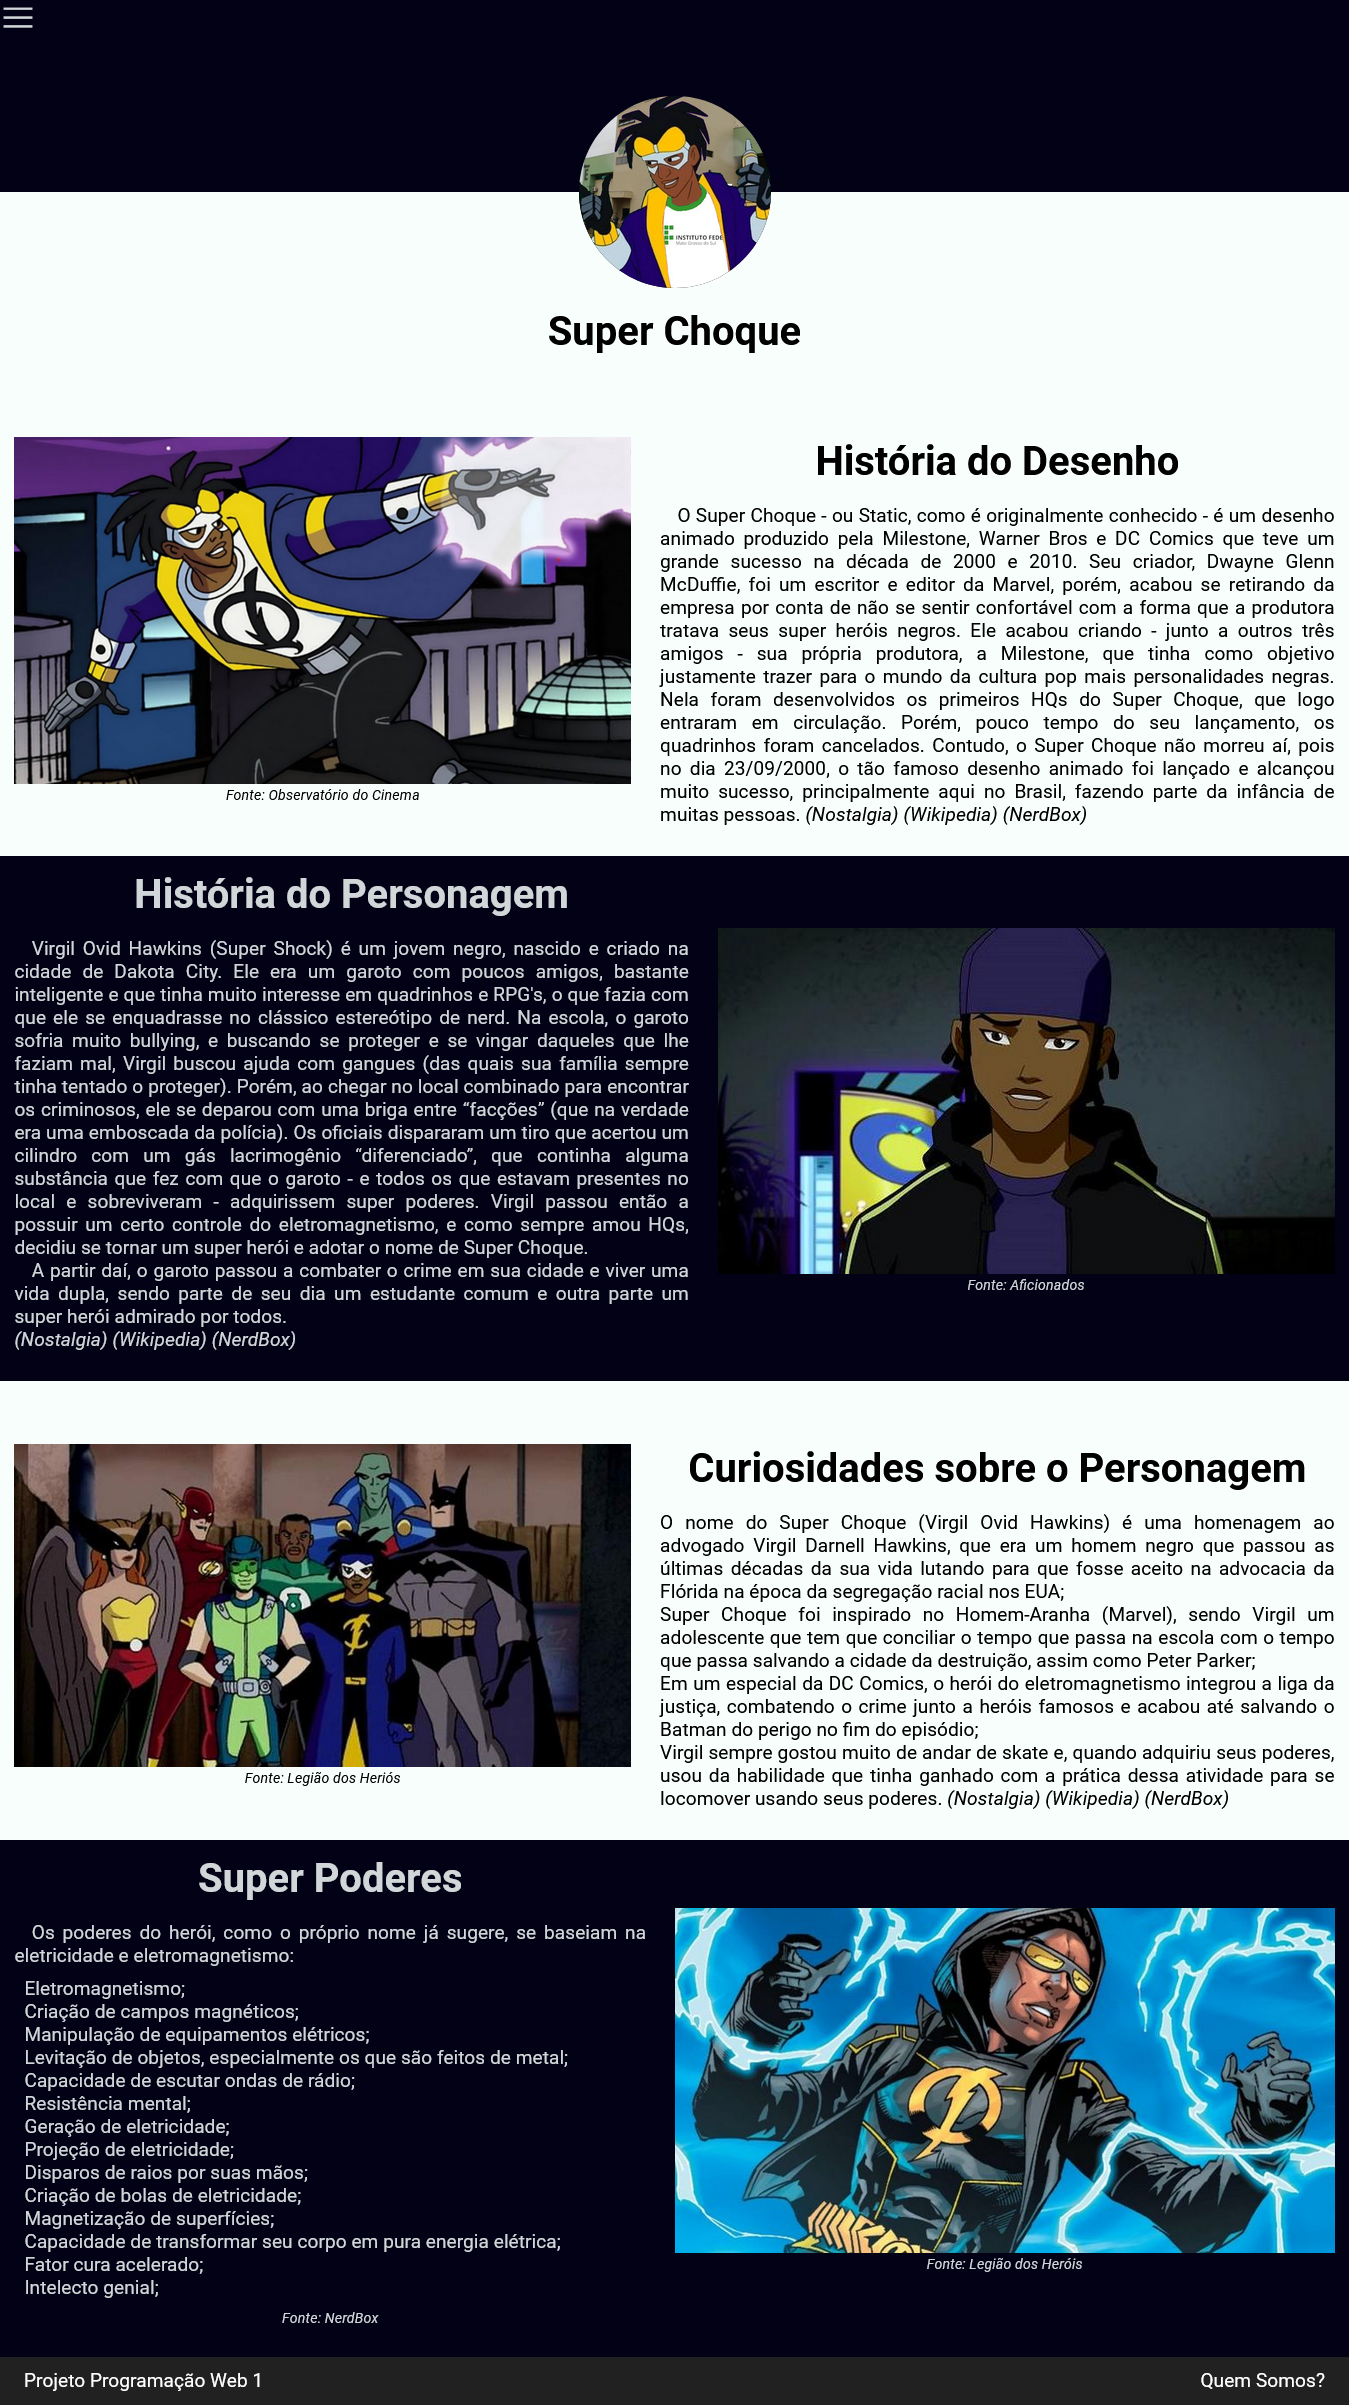 INSTITUTO FEDE
Mato Grosso do Sul
Super Choque
História do Desenho
O Super Choque - ou Static, como é originalmente conhecido - é um desenho
animado produzido pela Milestone, Warner Bros e DC Comics que teve um
grande sucesso na década de 2000 e 2010. Seu criador, Dwayne Glenn
McDuffie, foi um escritor e editor da Marvel, porém, acabou se retirando da
empresa por conta de não se sentir confortável com a forma que a produtora
tratava seus super heróis negros. Ele acabou criando - junto a outros três
amigos - sua própria produtora, a Milestone, que tinha como objetivo
justamente trazer para o mundo da cultura pop mais personalidades negras.
Nela foram desenvolvidos os primeiros HQs do Super Choque, que logo
entraram em circulação. Porém, pouco tempo do seu lançamento, os
quadrinhos foram cancelados. Contudo, o Super Choque não morreu aí, pois
no dia 23/09/2000, o tão famoso desenho animado foi lançado e alcançou
muito sucesso, principalmente aqui no Brasil, fazendo parte da infância de
muitas pessoas. (Nostalgia) (Wikipedia) (NerdBox)
Fonte: Observatório do Cinema
História do Personagem
Virgil Ovid Hawkins (Super Shock) é um jovem negro, nascido e criado na
cidade de Dakota City. Ele era um garoto com poucos amigos, bastante
inteligente e que tinha muito interesse em quadrinhos e RPG's, o que fazia com
que ele se enquadrasse no clássico estereótipo de nerd. Na escola, o garoto
sofria muito bullying, e buscando se proteger e se vingar daqueles que lhe
faziam mal, Virgil buscou ajuda com gangues (das quais sua família sempre
tinha tentado o proteger). Porém, ao chegar no local combinado para encontrar
os criminosos, ele se deparou com uma briga entre “facções” (que na verdade
era uma emboscada da polícia). Os oficiais dispararam um tiro que acertou um
cilindro com um gás lacrimogênio “diferenciado”, que continha alguma
substância que fez com que o garoto - e todos os que estavam presentes no
local e sobreviveram - adquirissem super poderes. Virgil passou então a
possuir um certo controle do eletromagnetismo, e como sempre amou HQs,
decidiu se tornar um super herói e adotar o nome de Super Choque.
A partir daí, o garoto passou a combater o crime em sua cidade e viver uma
vida dupla, sendo parte de seu dia um estudante comum e outra parte um
super herói admirado por todos.
(Nostalgia) (Wikipedia) (NerdBox)
Fonte: Aficionados
Curiosidades sobre o Personagem
O nome do Super Choque (Virgil Ovid Hawkins) é uma homenagem ao
advogado Virgil Darnell Hawkins, que era um homem negro que passou as
últimas décadas da sua vida lutando para que fosse aceito na advocacia da
Flórida na época da segregação racial nos EUA;
Super Choque foi inspirado no Homem-Aranha (Marvel), sendo Virgil um
adolescente que tem que conciliar o tempo que passa na escola com o tempo
que passa salvando a cidade da destruição, assim como Peter Parker;
Em um especial da DC Comics, o herói do eletromagnetismo integrou a liga da
justiça, combatendo o crime junto a heróis famosos e acabou até salvando o
Batman do perigo no fim do episódio;
Virgil sempre gostou muito de andar de skate e, quando adquiriu seus poderes,
usou da habilidade que tinha ganhado com a prática dessa atividade para se
locomover usando seus poderes. (Nostalgia) (Wikipedia) (NerdBox)
Fonte: Legião dos Heriós
Super Poderes
Os poderes do herói, como o próprio nome já sugere, se baseiam na
eletricidade e eletromagnetismo:
Eletromagnetismo;
Criação de campos magnéticos;
Manipulação de equipamentos elétricos;
Levitação de objetos, especialmente os que são feitos de metal;
Capacidade de escutar ondas de rádio;
Resistência mental;
Geração de eletricidade;
Projeção de eletricidade;
Disparos de raios por suas mãos;
Criação de bolas de eletricidade;
Magnetização de superfícies;
Capacidade de transformar seu corpo em pura energia elétrica;
Fator cura acelerado;
Intelecto genial;
Fonte: NerdBox
Fonte: Legião dos Heróis
Projeto Programação Web 1
Quem Somos?